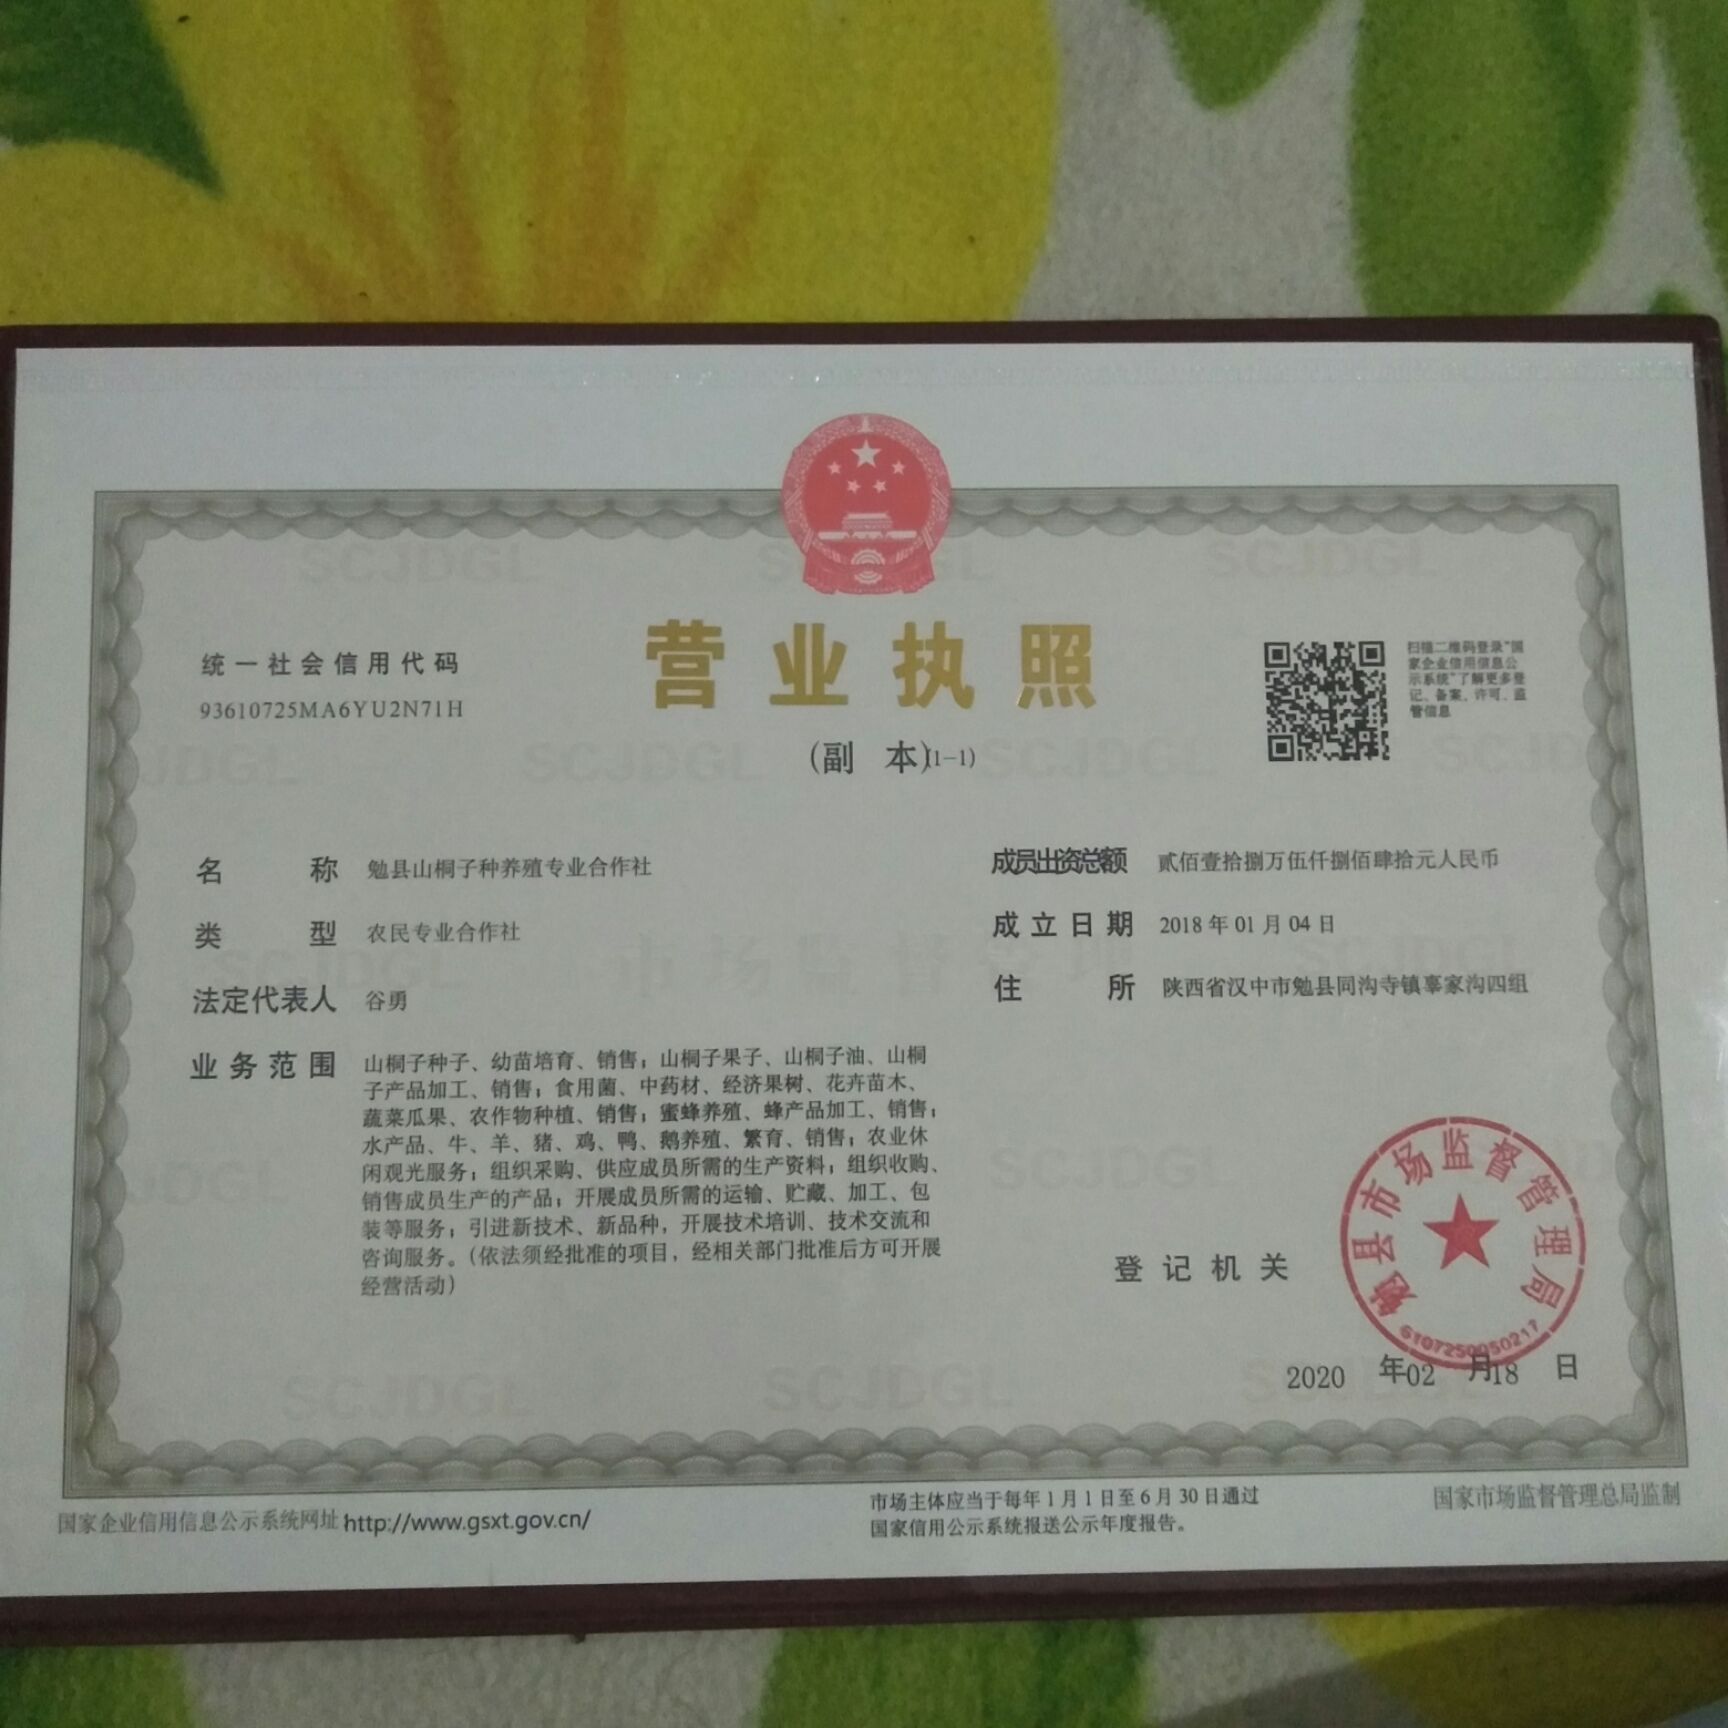 统一社会信用代码
93610725MA6YU2N71H
营业执照
(副 本)(1-1)
扫描二维码登录"国
家企业信用信息公
示系统"了解更多登
记、备案、许可、监
管信息
名 称 勉县山桐子种养殖专业合作社
类 型 农民专业合作社
法定代表人 谷勇
业务范围 山桐子种子、幼苗培育、销售；山桐子果子、山桐子油、山桐
子产品加工、销售；食用菌、中药材、经济果树、花卉苗木、
蔬菜瓜果、农作物种植、销售；蜜蜂养殖、蜂产品加工、销售；
水产品、牛、羊、猪、鸡、鸭、鹅养殖、繁育、销售；农业休
闲观光服务；组织采购、供应成员所需的生产资料；组织收购、
销售成员生产的产品；开展成员所需的运输、贮藏、加工、包
装等服务；引进新技术、新品种，开展技术培训、技术交流和
咨询服务。（依法须经批准的项目，经相关部门批准后方可开展
经营活动）
成员出资总额 贰佰壹拾捌万伍仟捌佰肆拾元人民币
成立日期 2018年01月04日
住 所 陕西省汉中市勉县同沟寺镇辜家沟四组
登记机关
勉县市场监督管理局
6107250050217
2020 年02 月18 日
国家企业信用信息公示系统网址http://www.gsxt.gov.cn/
市场主体应当于每年1月1日至6月30日通过
国家信用公示系统报送公示年度报告。
国家市场监督管理总局监制
SCJDGL